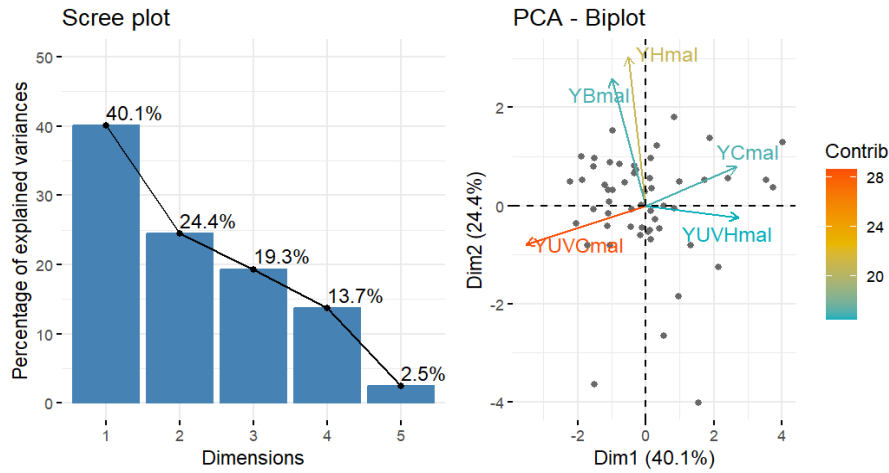 Scree plot
Percentage of explained variances
50
40
30
20
10
0
40.1%
24.4%
19.3%
13.7%
2.5%
1 2 3 4 5
Dimensions
PCA - Biplot
Dim2 (24.4%)
2
0
-2
-4
YHmal
YBmal
YCmal
YUVHmal
YUVOmal
-2 0 2 4
Dim1 (40.1%)
Contrib
28
24
20